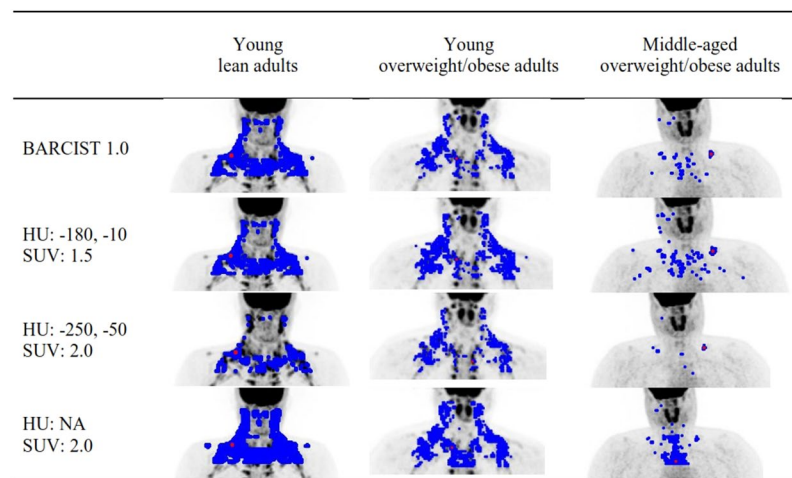 Young
lean adults
Young
overweight/obese adults
Middle-aged
overweight/obese adults
BARCIST 1.0
HU: -180, -10
SUV: 1.5
HU: -250, -50
SUV: 2.0
HU: NA
SUV: 2.0